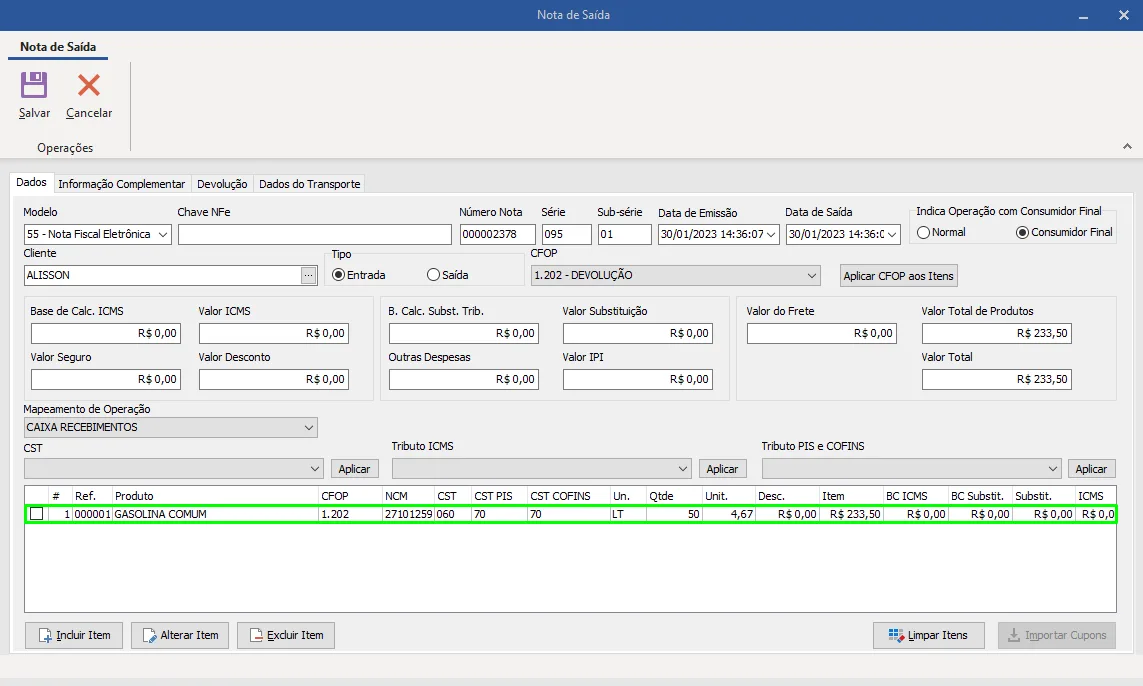 Nota de Saída
Nota de Saída
Salvar Cancelar
Operações
Dados Informação Complementar Devolução Dados do Transporte
Modelo Chave NFe Número Nota Série Sub-série Data de Emissão Data de Saída Indica Operação com Consumidor Final
55 - Nota Fiscal Eletrônica 000002378 095 01 30/01/2023 14:36:07 30/01/2023 14:36:0 Normal Consumidor Final
Cliente Tipo CFOP
ALISSON ... Entrada Saída 1.202 - DEVOLUÇÃO Aplicar CFOP aos Itens
Base de Calc. ICMS Valor ICMS B. Calc. Subst. Trib. Valor Substituição Valor do Frete Valor Total de Produtos
R$ 0,00 R$ 0,00 R$ 0,00 R$ 0,00 R$ 0,00 R$ 233,50
Valor Seguro Valor Desconto Outras Despesas Valor IPI Valor Total
R$ 0,00 R$ 0,00 R$ 0,00 R$ 0,00 R$ 233,50
Mapeamento de Operação
CAIXA RECEBIMENTOS
CST Tributo ICMS Tributo PIS e COFINS
Aplicar Aplicar Aplicar
# Ref. Produto CFOP NCM CST CST PIS CST COFINS Un. Qtde Unit. Desc. Item BC ICMS BC Substit. Substit. ICMS
1 000001 GASOLINA COMUM 1.202 27101259 060 70 70 LT 50 4,67 R$ 0,00 R$ 233,50 R$ 0,00 R$ 0,00 R$ 0,00 R$ 0,0
Incluir Item Alterar Item Excluir Item Limpar Itens Importar Cupons